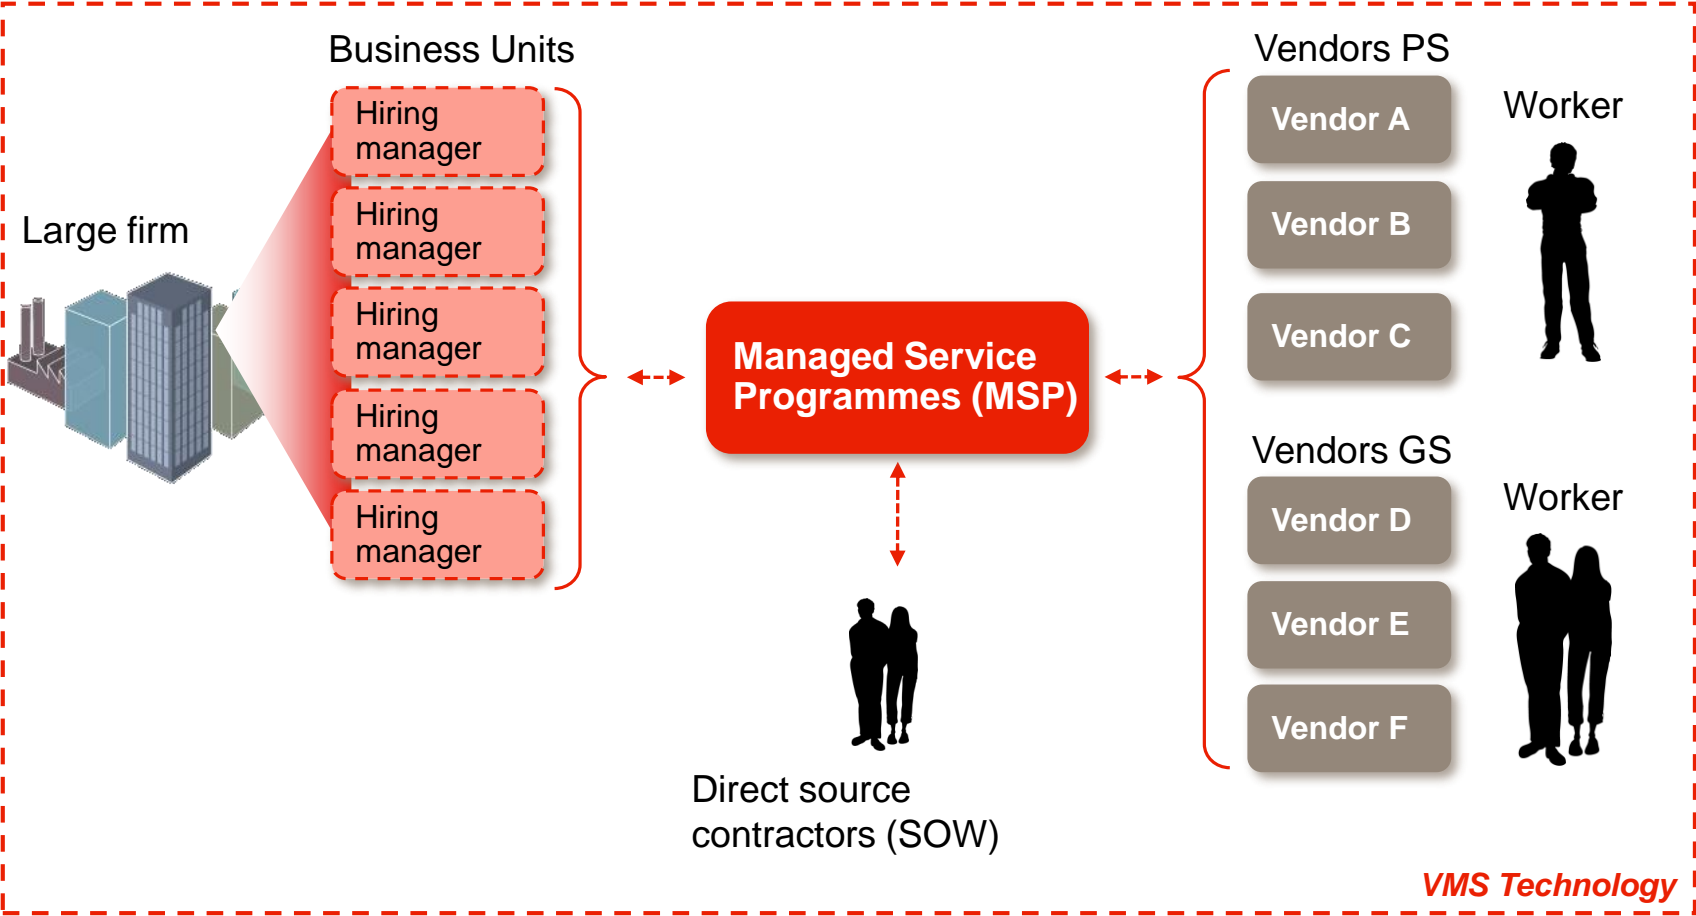 Business Units
Hiring
manager
Hiring
manager
Hiring
manager
Hiring
manager
Hiring
manager
Large firm
Managed Service
Programmes (MSP)
Direct source
contractors (SOW)
Vendors PS
Vendor A
Vendor B
Vendor C
Worker
Vendors GS
Vendor D
Vendor E
Vendor F
Worker
VMS Technology